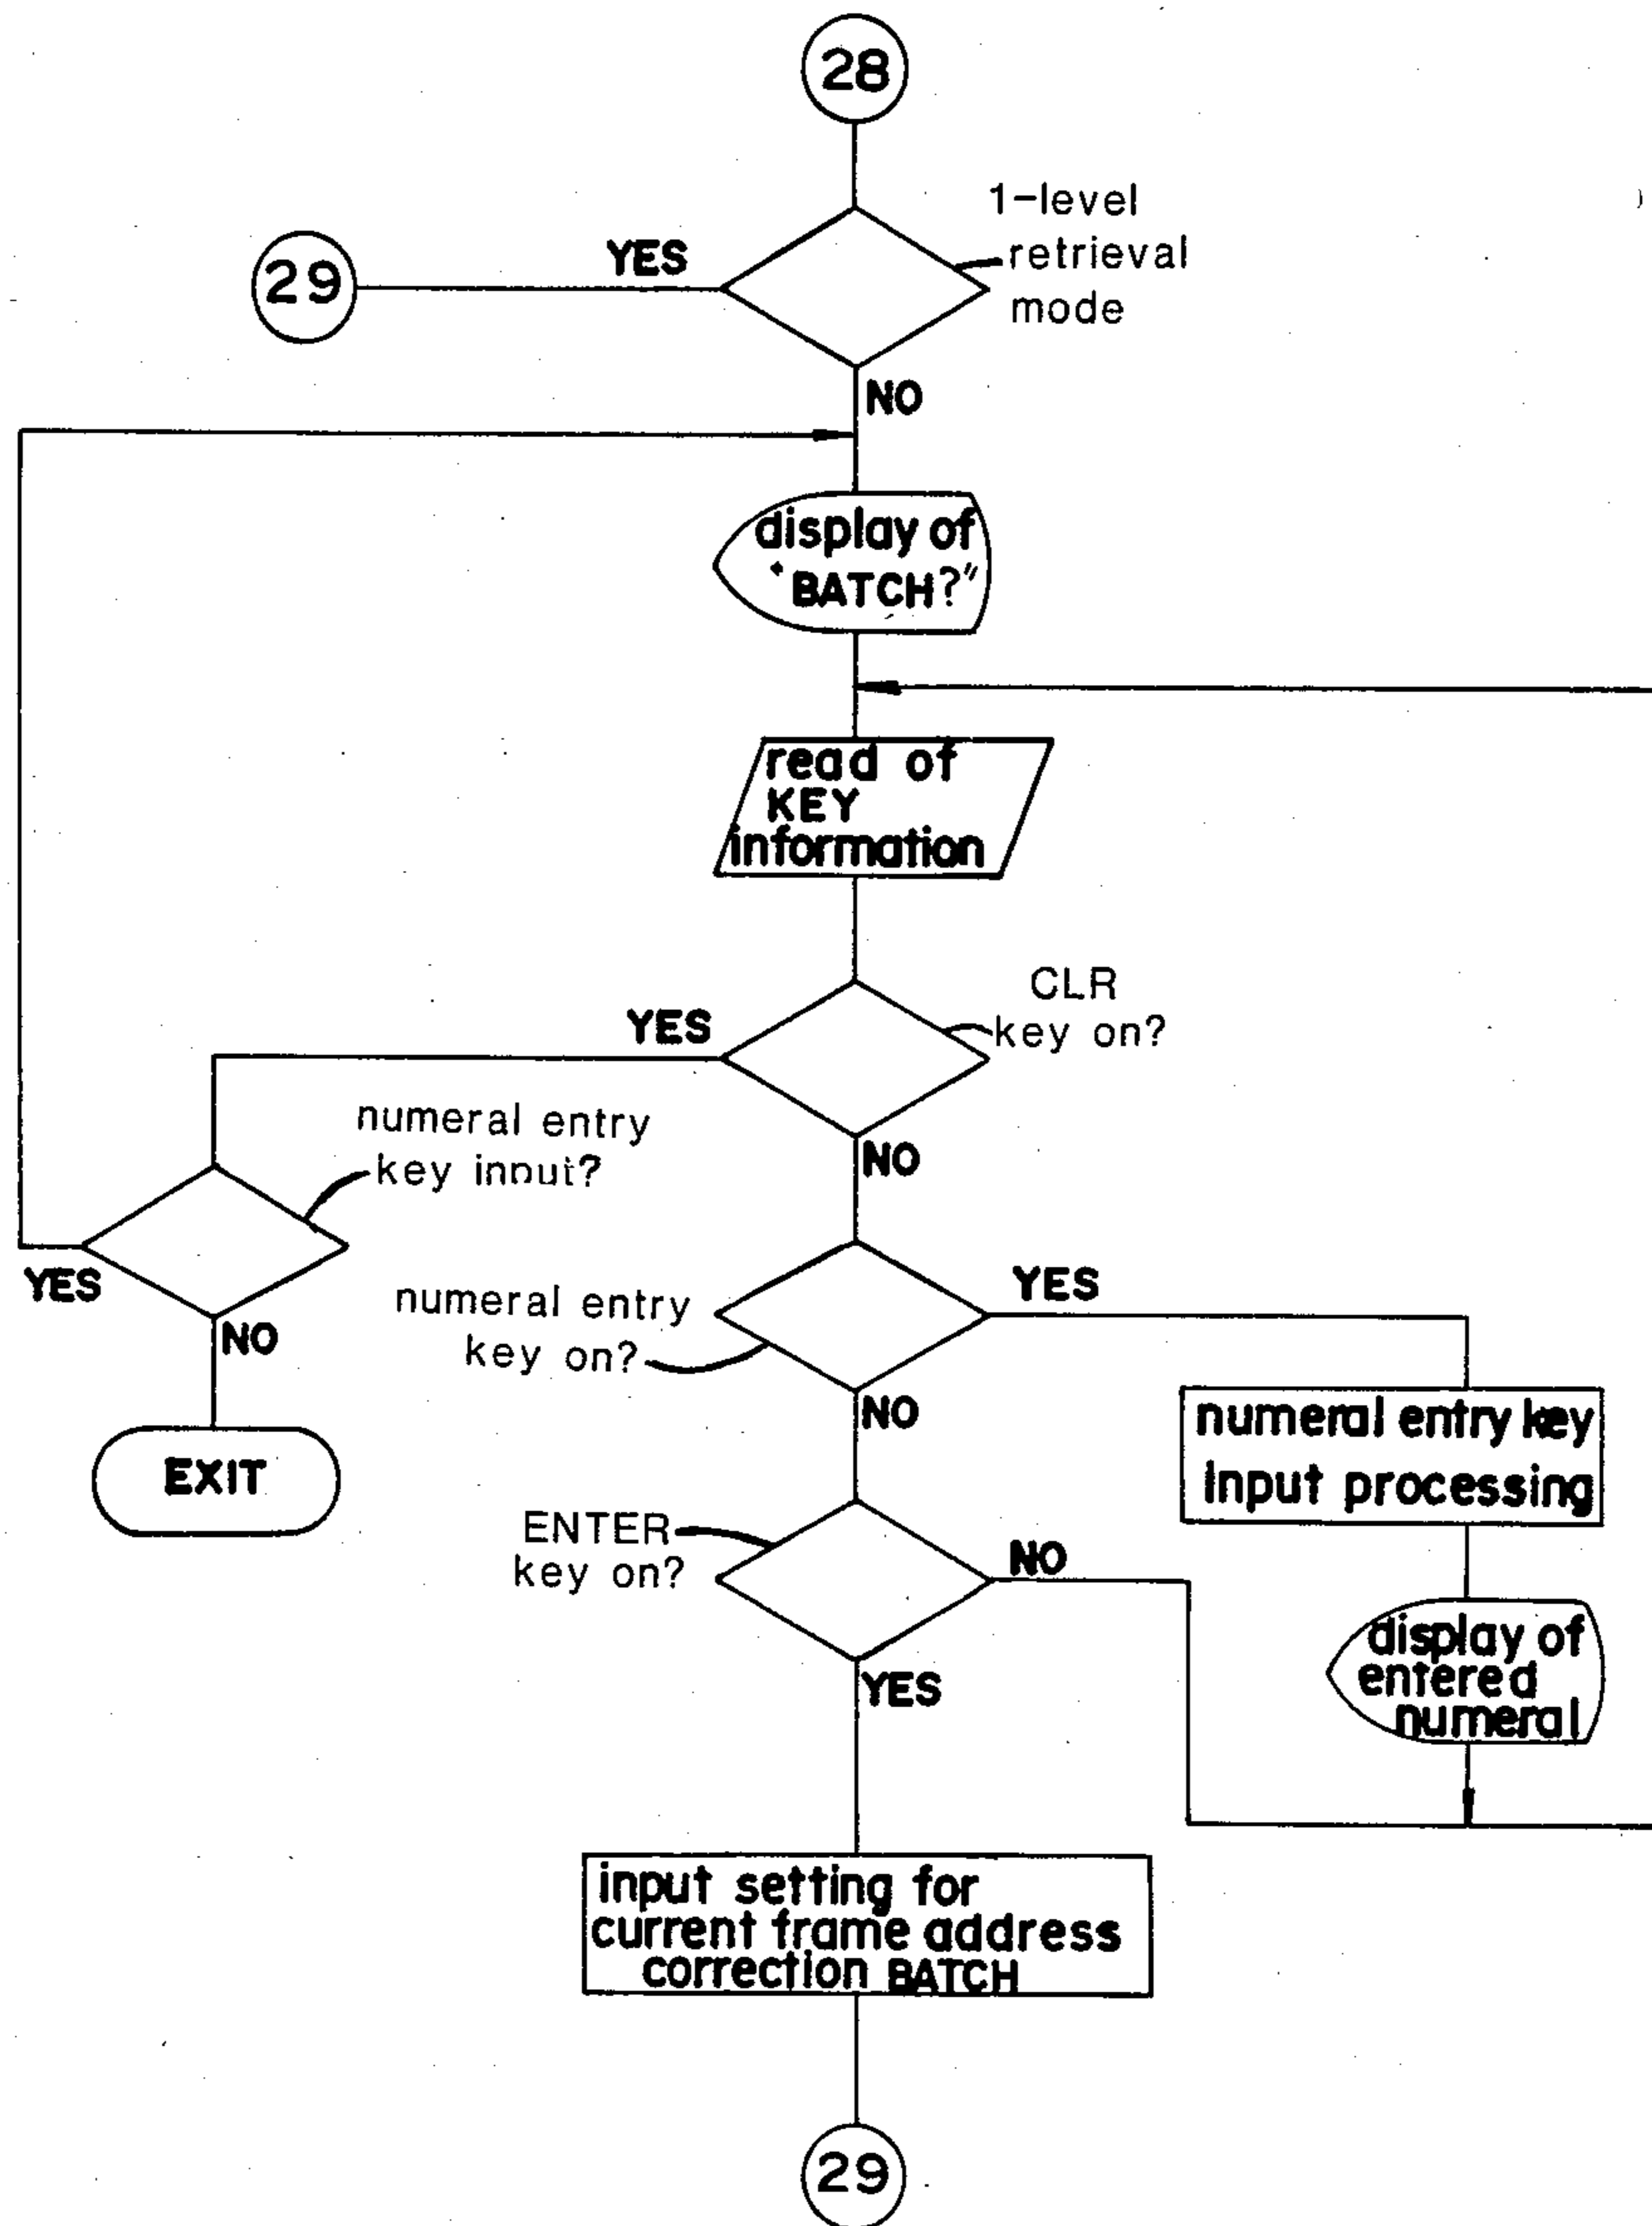 28
1-level
retrieval
mode
YES
29
NO
display of
"BATCH?"
read of
KEY
information
CLR
key on?
YES
NO
numeral entry
key input?
YES
NO
EXIT
numeral entry
key on?
YES
NO
numeral entry key
Input processing
ENTER
key on?
NO
YES
display of
entered
numeral
input setting for
current frame address
correction BATCH
29